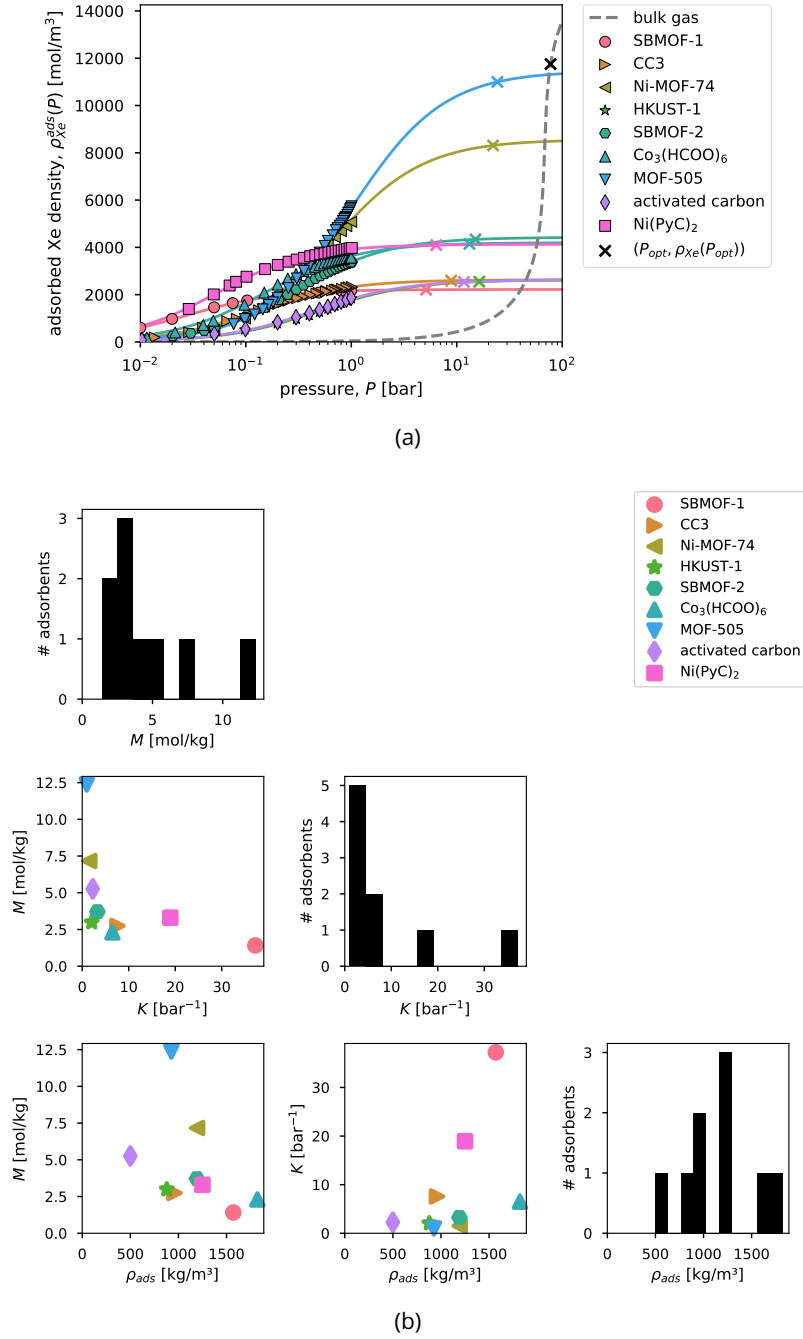 14000
12000
10000
8000
6000
4000
2000
0
adsorbed Xe density, ρ_Xe^ads(P) [mol/m³]
10⁻² 10⁻¹ 10⁰ 10¹ 10²
pressure, P [bar]
bulk gas
SBMOF-1
CC3
Ni-MOF-74
HKUST-1
SBMOF-2
Co₃(HCOO)₆
MOF-505
activated carbon
Ni(PyC)₂
(P_opt, ρ_Xe(P_opt))
(a)
3
2
1
0
# adsorbents
0 5 10
M [mol/kg]
SBMOF-1
CC3
Ni-MOF-74
HKUST-1
SBMOF-2
Co₃(HCOO)₆
MOF-505
activated carbon
Ni(PyC)₂
12.5
10.0
7.5
5.0
2.5
0.0
M [mol/kg]
0 10 20 30
K [bar⁻¹]
5
4
3
2
1
0
# adsorbents
0 10 20 30
K [bar⁻¹]
12.5
10.0
7.5
5.0
2.5
0.0
M [mol/kg]
0 500 1000 1500
ρ_ads [kg/m³]
30
20
10
0
K [bar⁻¹]
0 500 1000 1500
ρ_ads [kg/m³]
3
2
1
0
# adsorbents
0 500 1000 1500
ρ_ads [kg/m³]
(b)